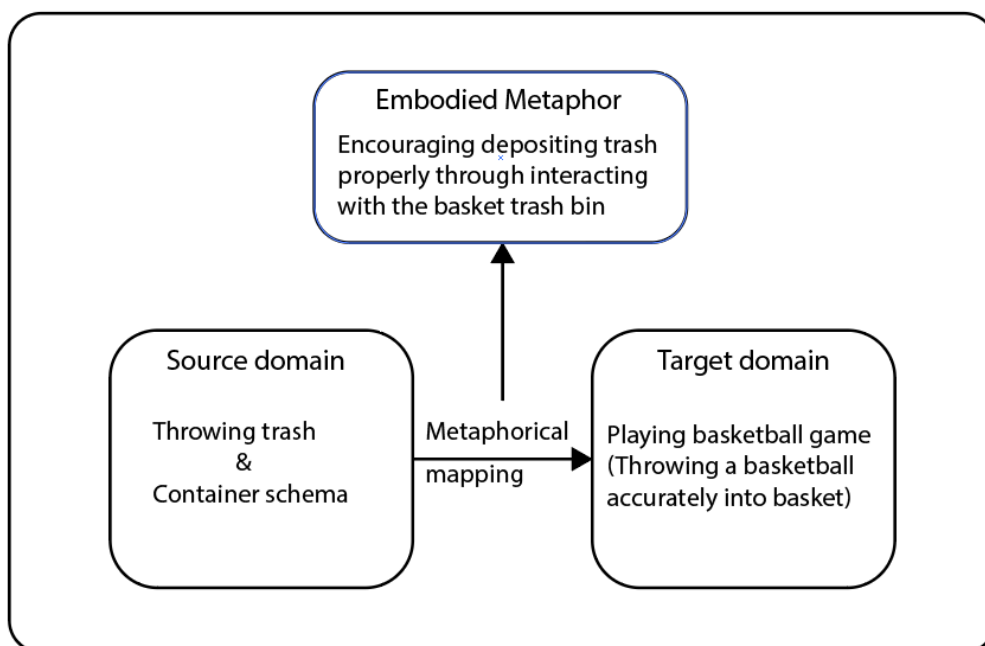 Embodied Metaphor
Encouraging depositing trash
properly through interacting
with the basket trash bin
Source domain
Throwing trash
&
Container schema
Metaphorical
mapping
Target domain
Playing basketball game
(Throwing a basketball
accurately into basket)